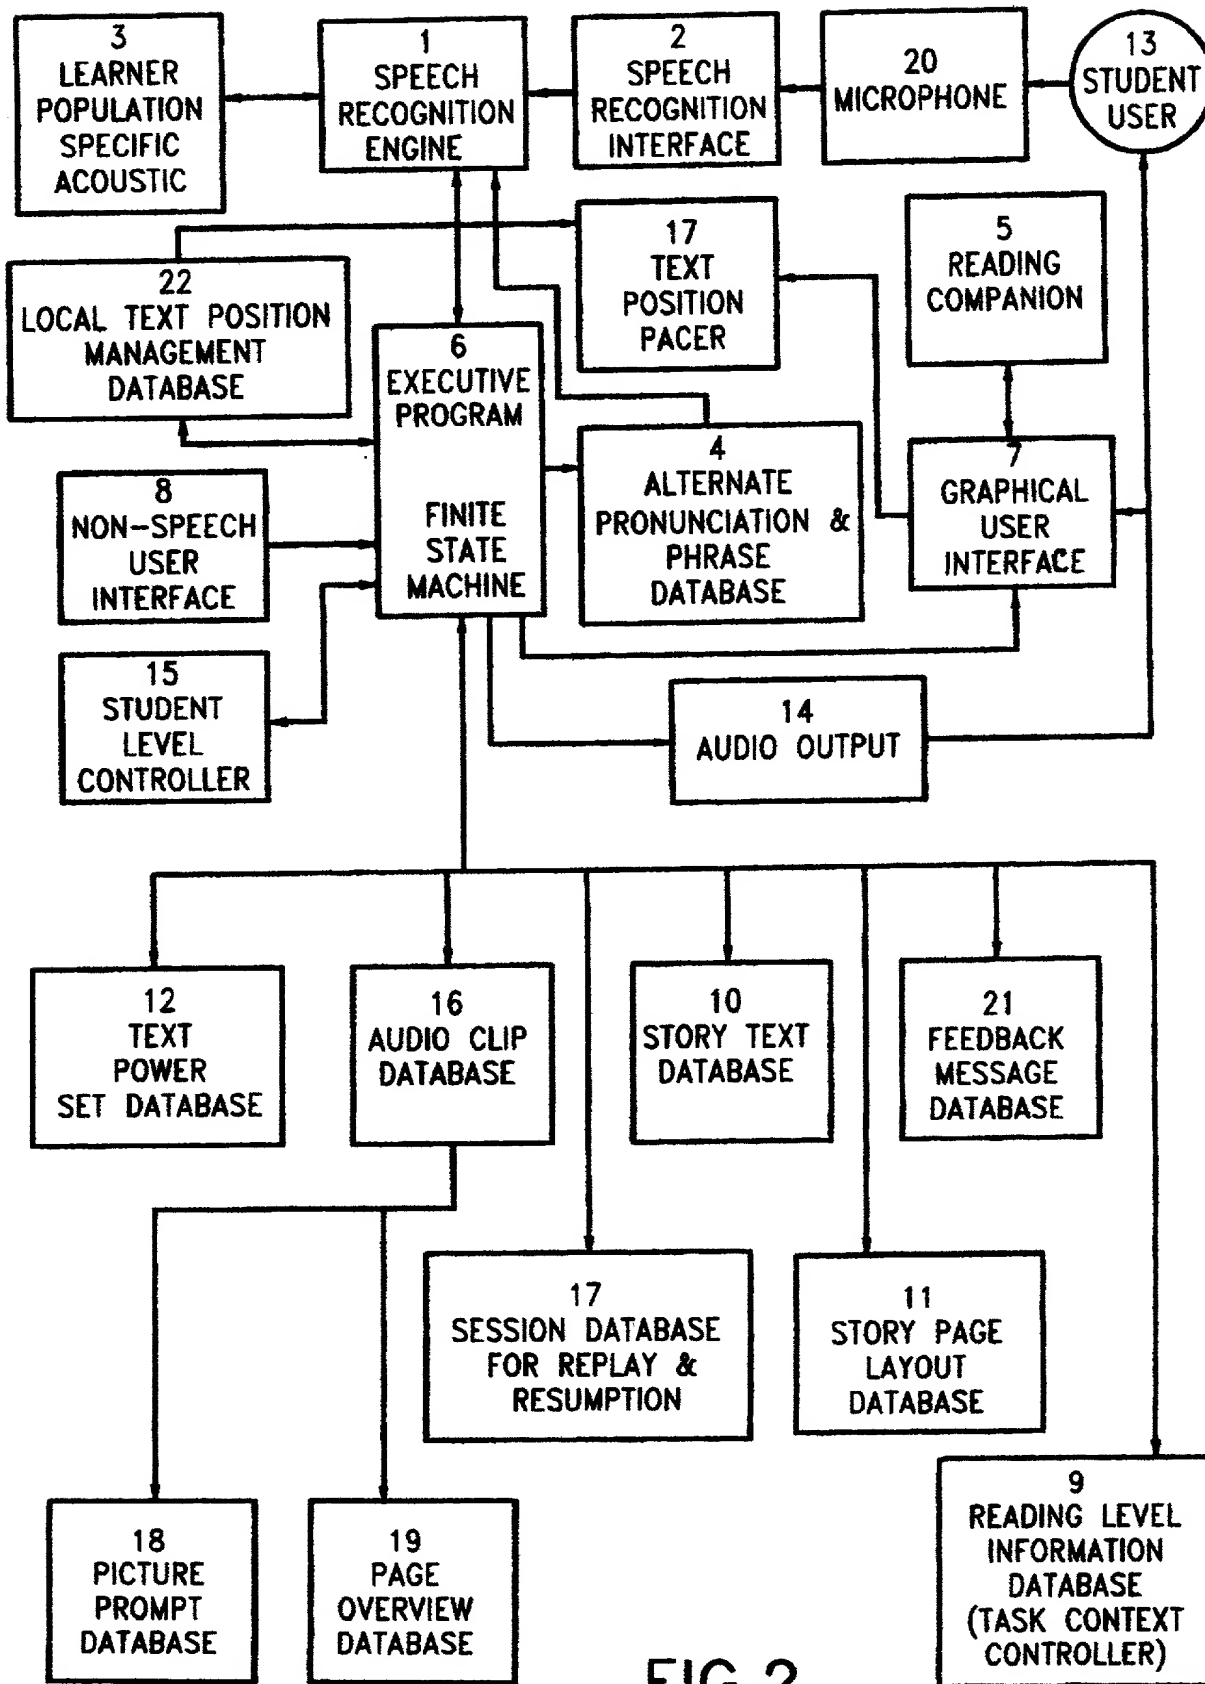 3
LEARNER
POPULATION
SPECIFIC
ACOUSTIC
1
SPEECH
RECOGNITION
ENGINE
2
SPEECH
RECOGNITION
INTERFACE
20
MICROPHONE
13
STUDENT
USER
22
LOCAL TEXT POSITION
MANAGEMENT
DATABASE
17
TEXT
POSITION
PACER
5
READING
COMPANION
6
EXECUTIVE
PROGRAM
FINITE
STATE
MACHINE
4
ALTERNATE
PRONUNCIATION &
PHRASE
DATABASE
7
GRAPHICAL
USER
INTERFACE
8
NON-SPEECH
USER
INTERFACE
15
STUDENT
LEVEL
CONTROLLER
14
AUDIO OUTPUT
12
TEXT
POWER
SET DATABASE
16
AUDIO CLIP
DATABASE
10
STORY TEXT
DATABASE
21
FEEDBACK
MESSAGE
DATABASE
17
SESSION DATABASE
FOR REPLAY &
RESUMPTION
11
STORY PAGE
LAYOUT
DATABASE
18
PICTURE
PROMPT
DATABASE
19
PAGE
OVERVIEW
DATABASE
9
READING LEVEL
INFORMATION
DATABASE
(TASK CONTEXT
CONTROLLER)
FIG.2